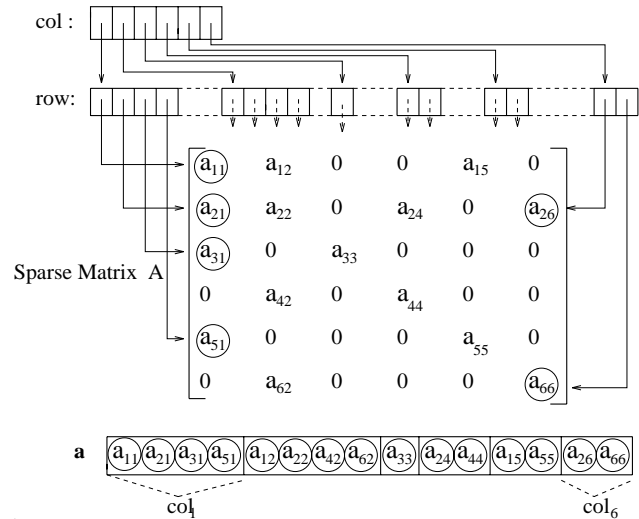 col :
row:
a11 a12 0 0 a15 0
a21 a22 0 a24 0 a26
a31 0 a33 0 0 0
Sparse Matrix A
0 a42 0 a44 0 0
a51 0 0 0 a55 0
0 a62 0 0 0 a66
a a11 a21 a31 a51 a12 a22 a42 a62 a33 a24 a44 a15 a55 a26 a66
col1 col6